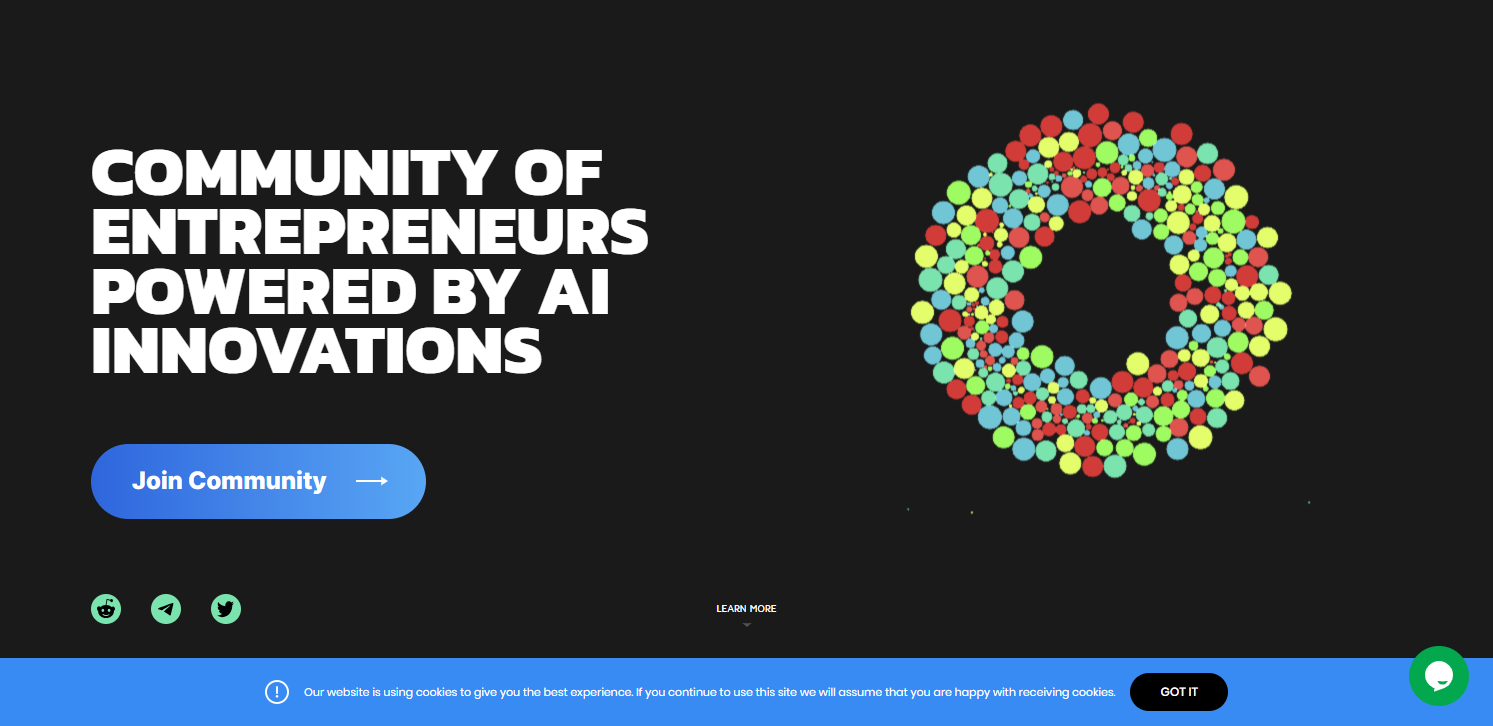 COMMUNITY OF
ENTREPRENEURS
POWERED BY AI
INNOVATIONS
Join Community
LEARN MORE
Our website is using cookies to give you the best experience. If you continue to use this site we will assume that you are happy with receiving cookies.
GOT IT